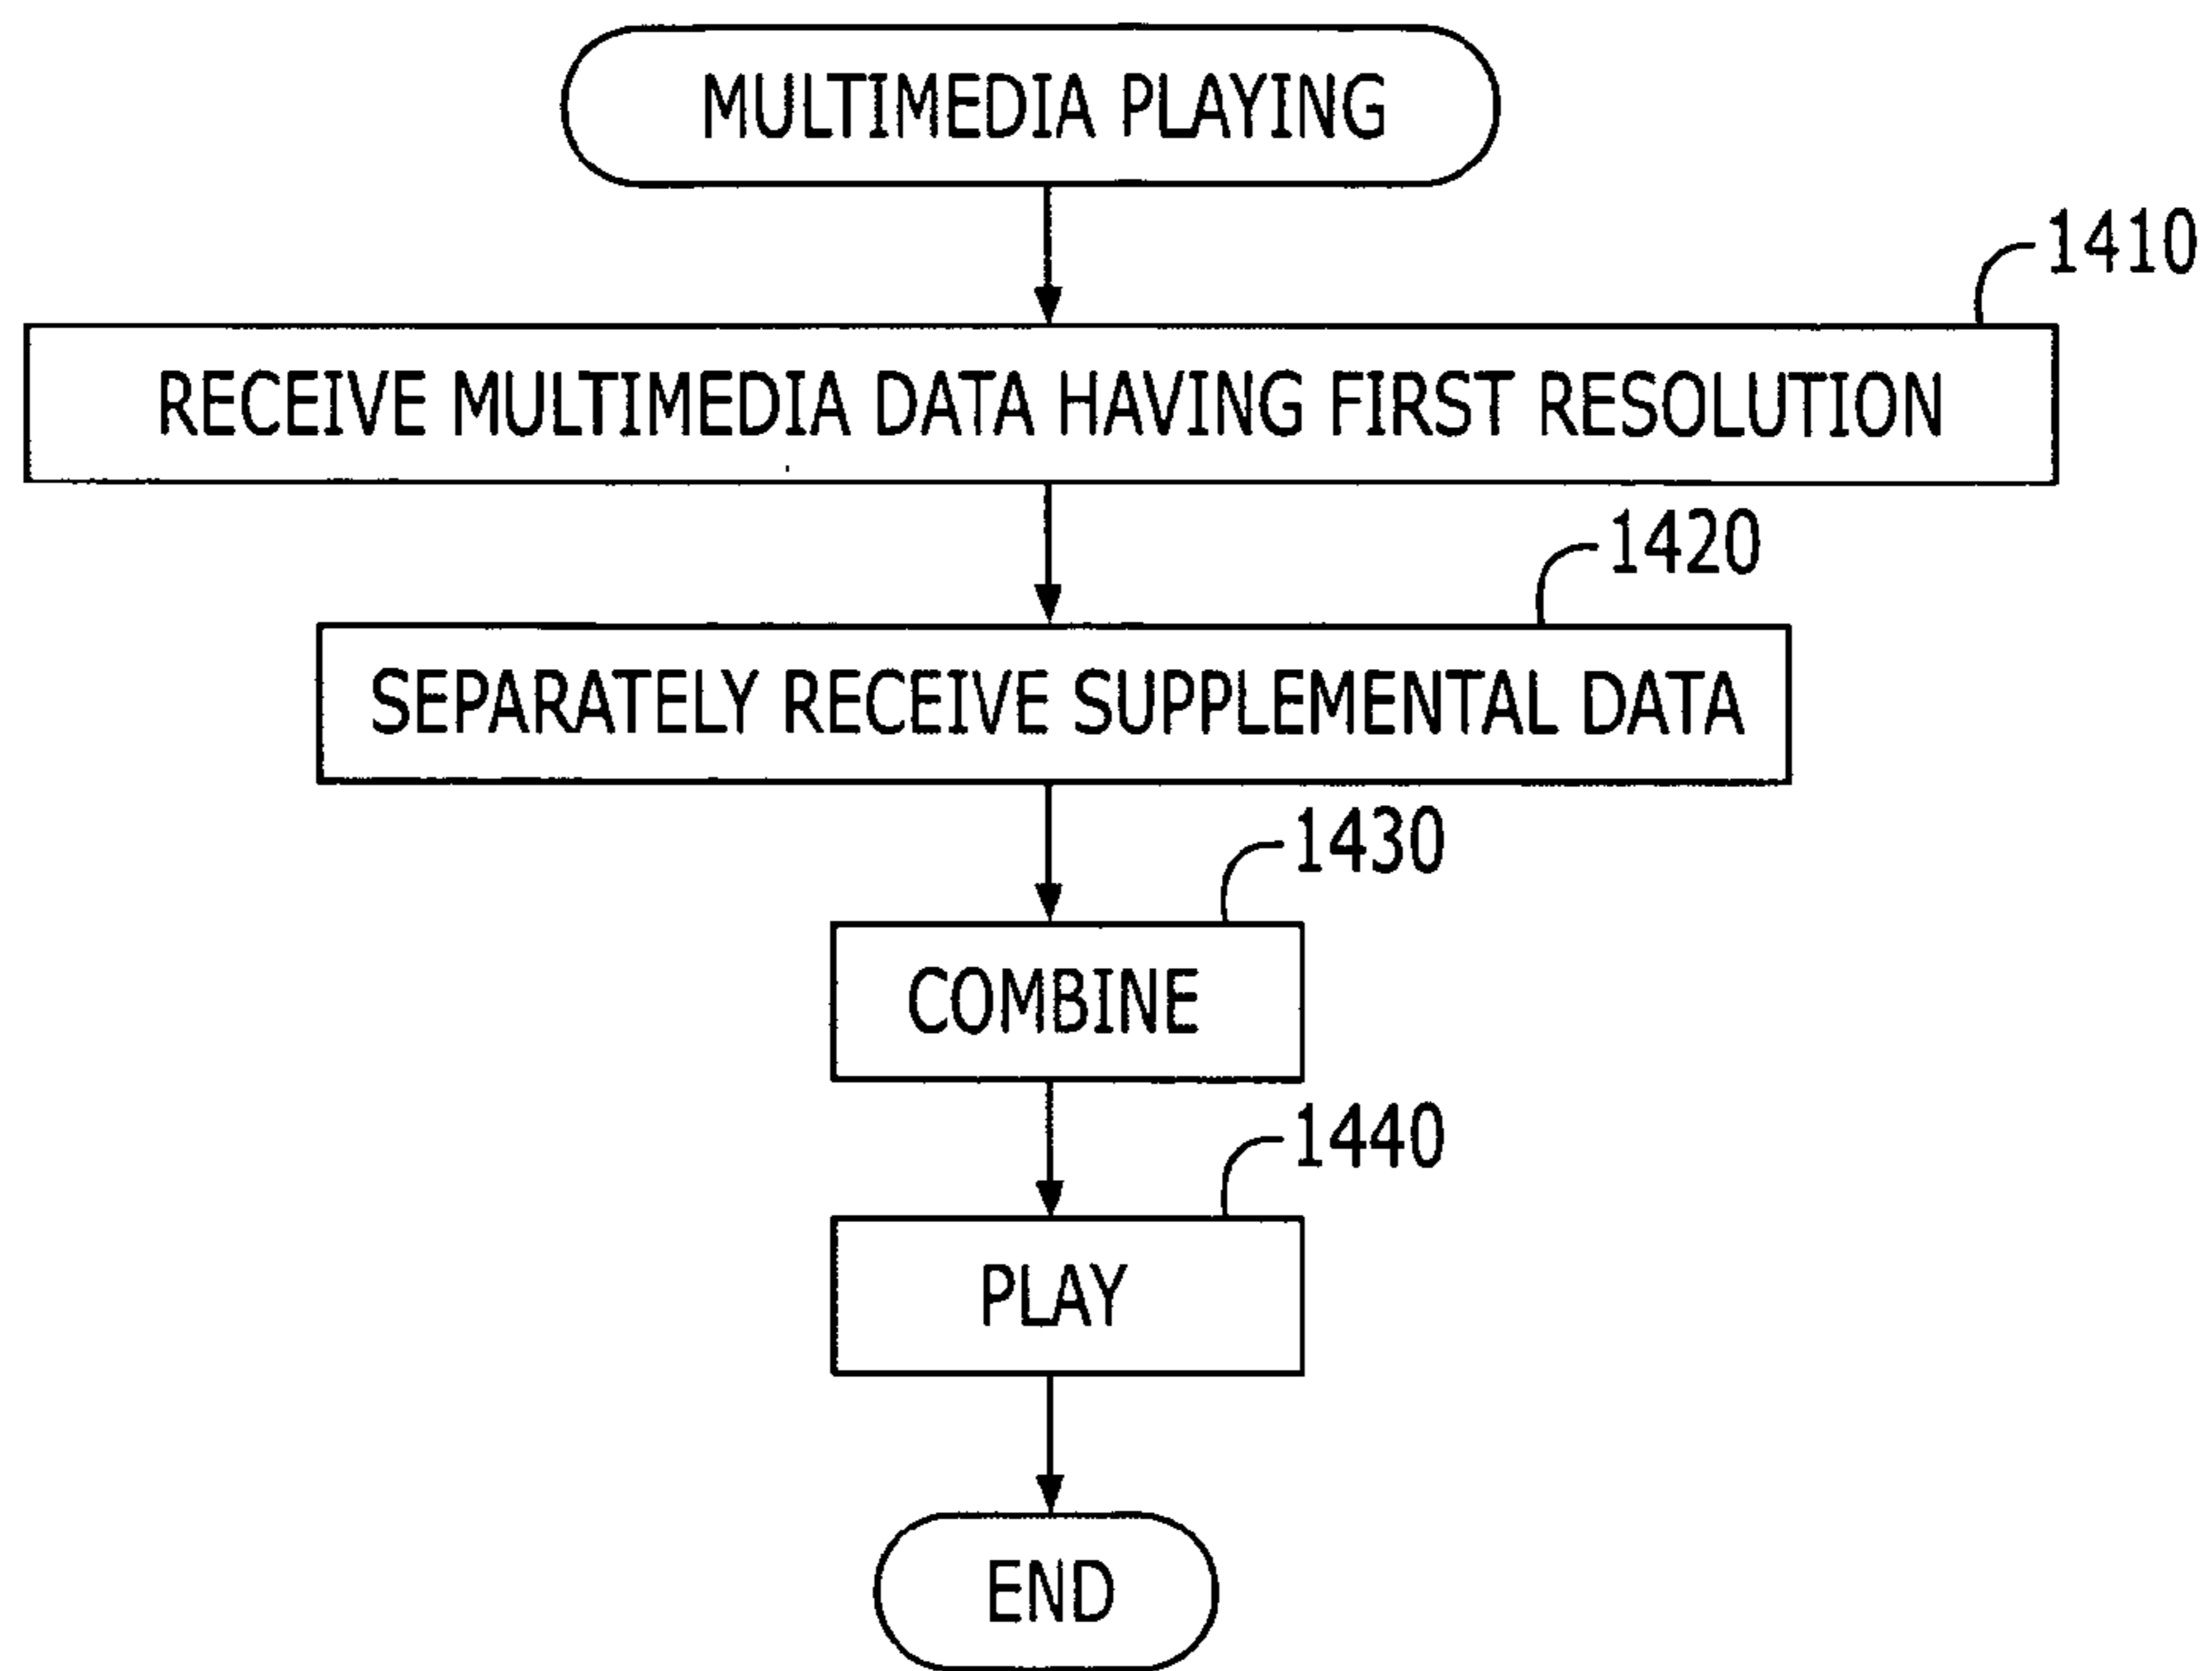 MULTIMEDIA PLAYING
1410
RECEIVE MULTIMEDIA DATA HAVING FIRST RESOLUTION
1420
SEPARATELY RECEIVE SUPPLEMENTAL DATA
1430
COMBINE
1440
PLAY
END